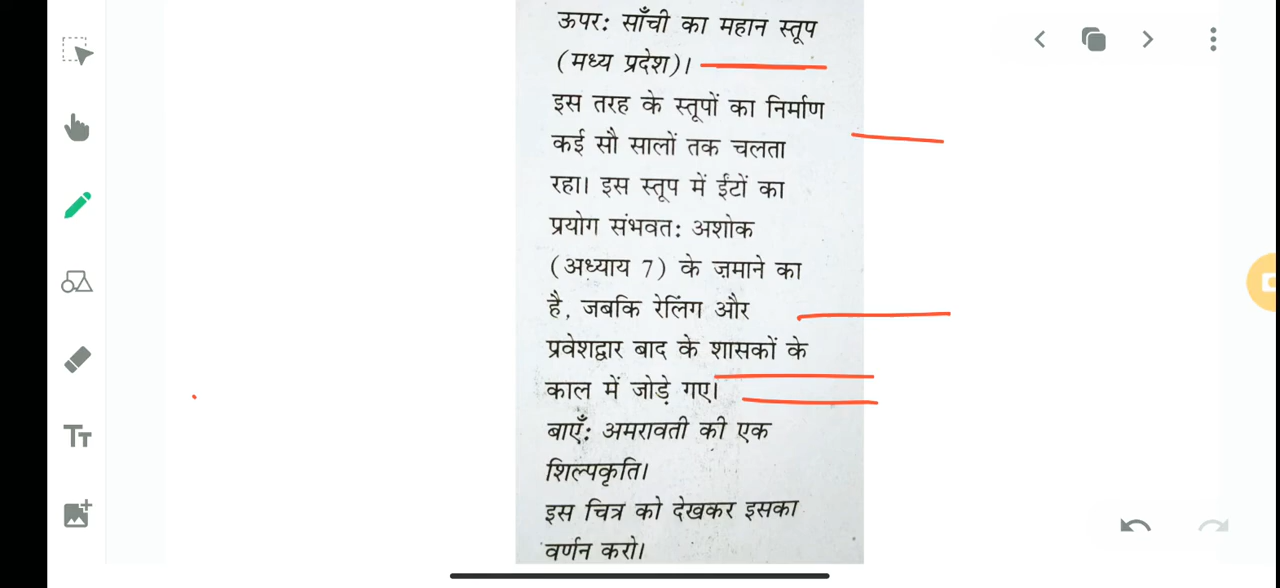 ऊपर: साँची का महान स्तूप
(मध्य प्रदेश)।
इस तरह के स्तूपों का निर्माण
कई सौ सालों तक चलता
रहा। इस स्तूप में ईंटों का
प्रयोग संभवत: अशोक
(अध्याय 7) के ज़माने का
है, जबकि रेलिंग और
प्रवेशद्वार बाद के शासकों के
काल में जोड़े गए।
बाएँ: अमरावती की एक
शिल्पकृति।
इस चित्र को देखकर इसका
वर्णन करो।
TT